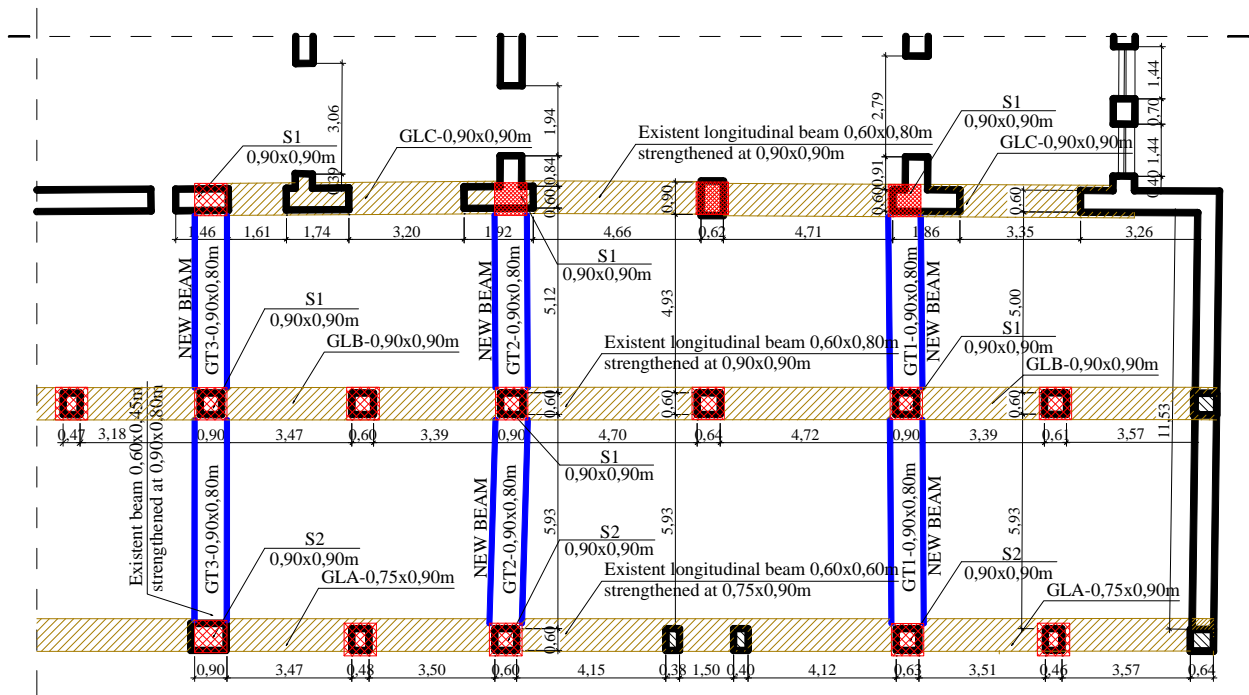 1,44
0,70
1,44
0,40
2,79
0,91
0,60
3,06
0,39
1,94
0,84
0,60
S1
0,90x0,90m
GLC-0,90x0,90m
Existent longitudinal beam 0,60x0,80m
strengthened at 0,90x0,90m
S1
0,90x0,90m
GLC-0,90x0,90m
0,90
0,60
1,46
1,61
1,74
3,20
1,92
4,66
0,62
4,71
1,86
3,35
3,26
NEW BEAM
GT3-0,90x0,80m
S1
0,90x0,90m
GLB-0,90x0,90m
NEW BEAM
GT2-0,90x0,80m
S1
0,90x0,90m
5,12
4,93
Existent longitudinal beam 0,60x0,80m
strengthened at 0,90x0,90m
GT1-0,90x0,80m
NEW BEAM
S1
0,90x0,90m
5,00
GLB-0,90x0,90m
0,60
0,60
0,60
11,53
0,47
3,18
0,90
3,47
0,60
3,39
0,90
4,70
0,64
4,72
0,90
3,39
0,61
3,57
Existent beam 0,60x0,45m
strengthened at 0,90x0,80m
GT3-0,90x0,80m
S2
0,90x0,90m
GLA-0,75x0,90m
NEW BEAM
GT2-0,90x0,80m
S1
0,90x0,90m
5,93
S2
0,90x0,90m
5,93
Existent longitudinal beam 0,60x0,60m
strengthened at 0,75x0,90m
GT1-0,90x0,80m
NEW BEAM
5,93
S2
0,90x0,90m
GLA-0,75x0,90m
0,60
0,90
3,47
0,48
3,50
0,60
4,15
0,38
1,50
0,40
4,12
0,63
3,51
0,46
3,57
0,64